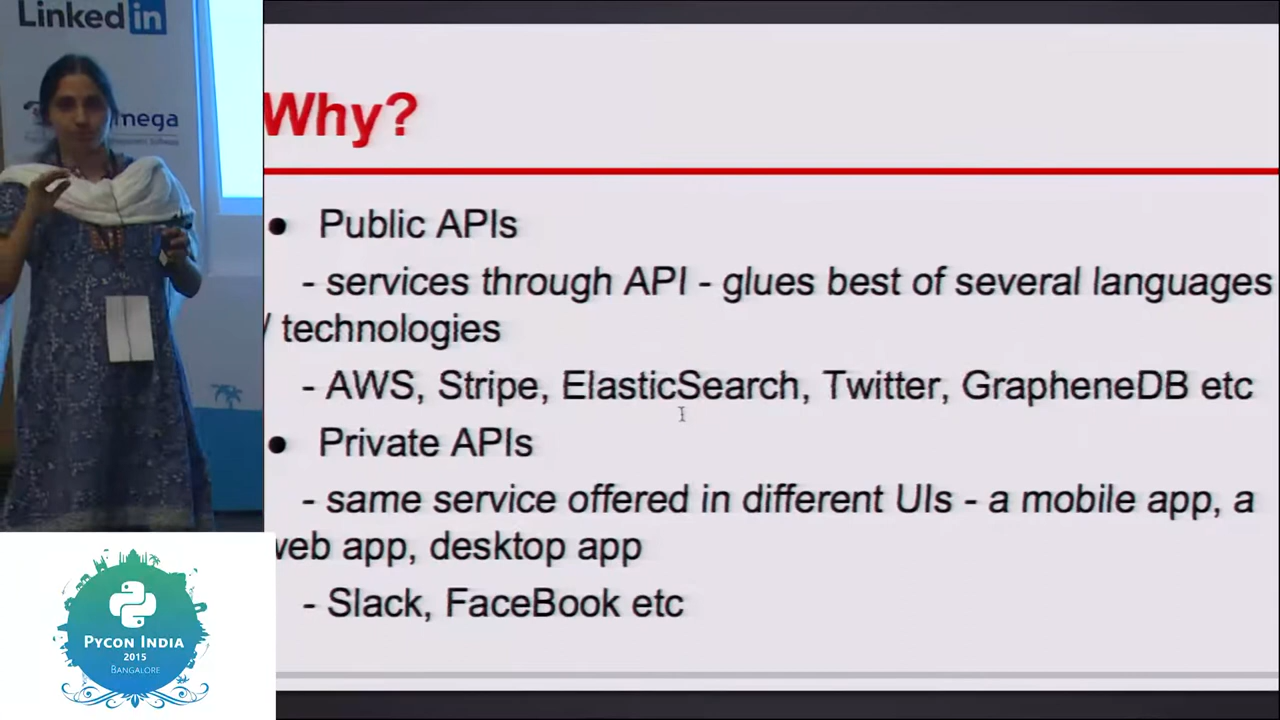 Linked in
mega
Why?
● Public APIs
- services through API - glues best of several languages
/ technologies
- AWS, Stripe, ElasticSearch, Twitter, GrapheneDB etc
● Private APIs
- same service offered in different UIs - a mobile app, a
web app, desktop app
- Slack, FaceBook etc
PYCON INDIA
2015
BANGALORE